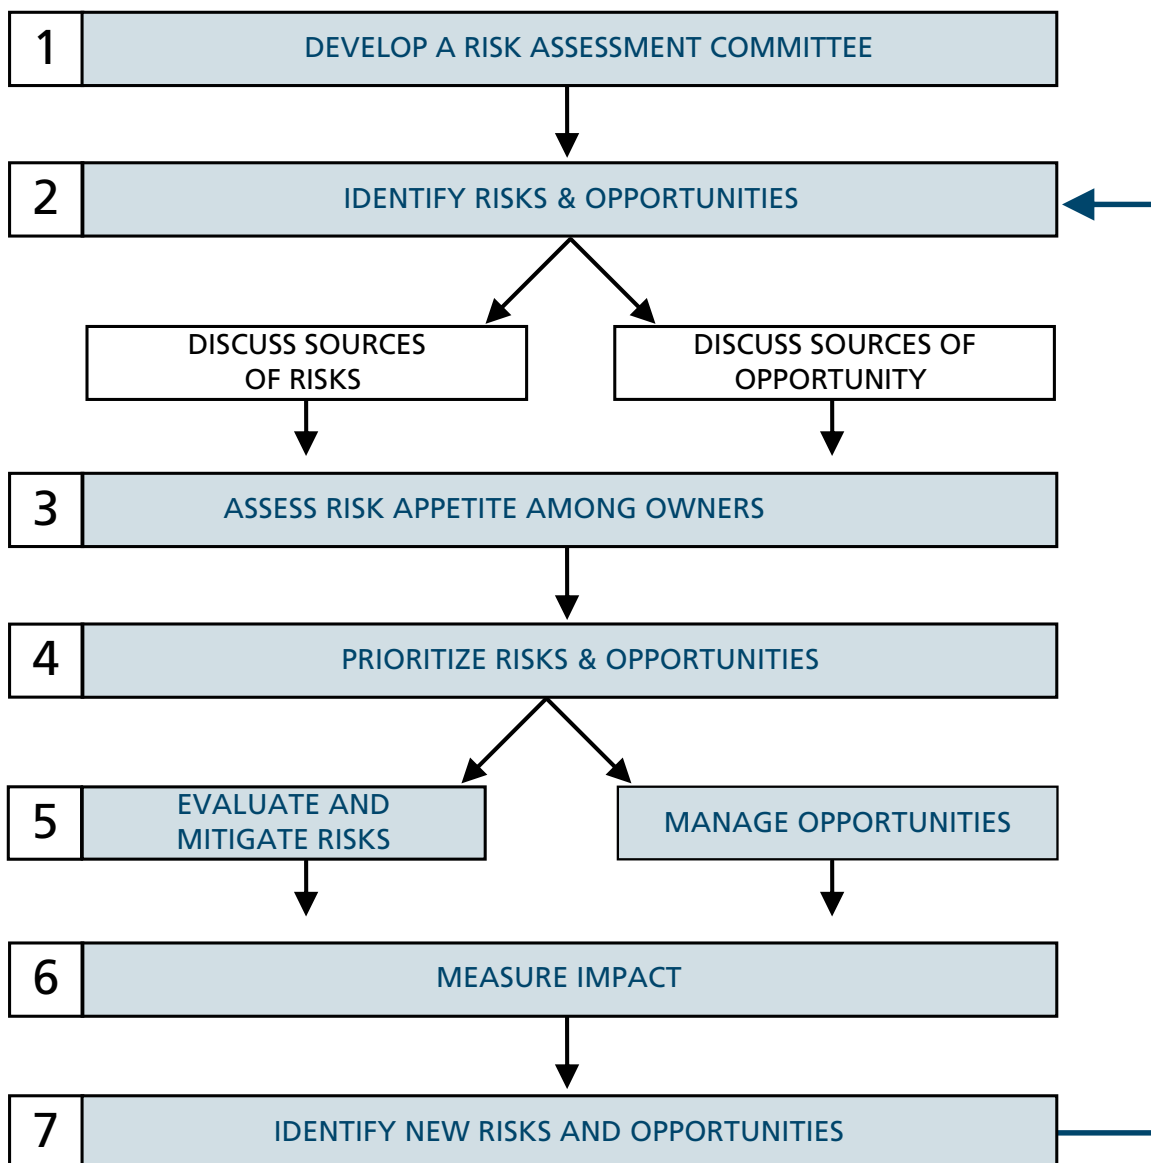 1
DEVELOP A RISK ASSESSMENT COMMITTEE
2
IDENTIFY RISKS & OPPORTUNITIES
DISCUSS SOURCES
OF RISKS
DISCUSS SOURCES OF
OPPORTUNITY
3
ASSESS RISK APPETITE AMONG OWNERS
4
PRIORITIZE RISKS & OPPORTUNITIES
5
EVALUATE AND
MITIGATE RISKS
MANAGE OPPORTUNITIES
6
MEASURE IMPACT
7
IDENTIFY NEW RISKS AND OPPORTUNITIES